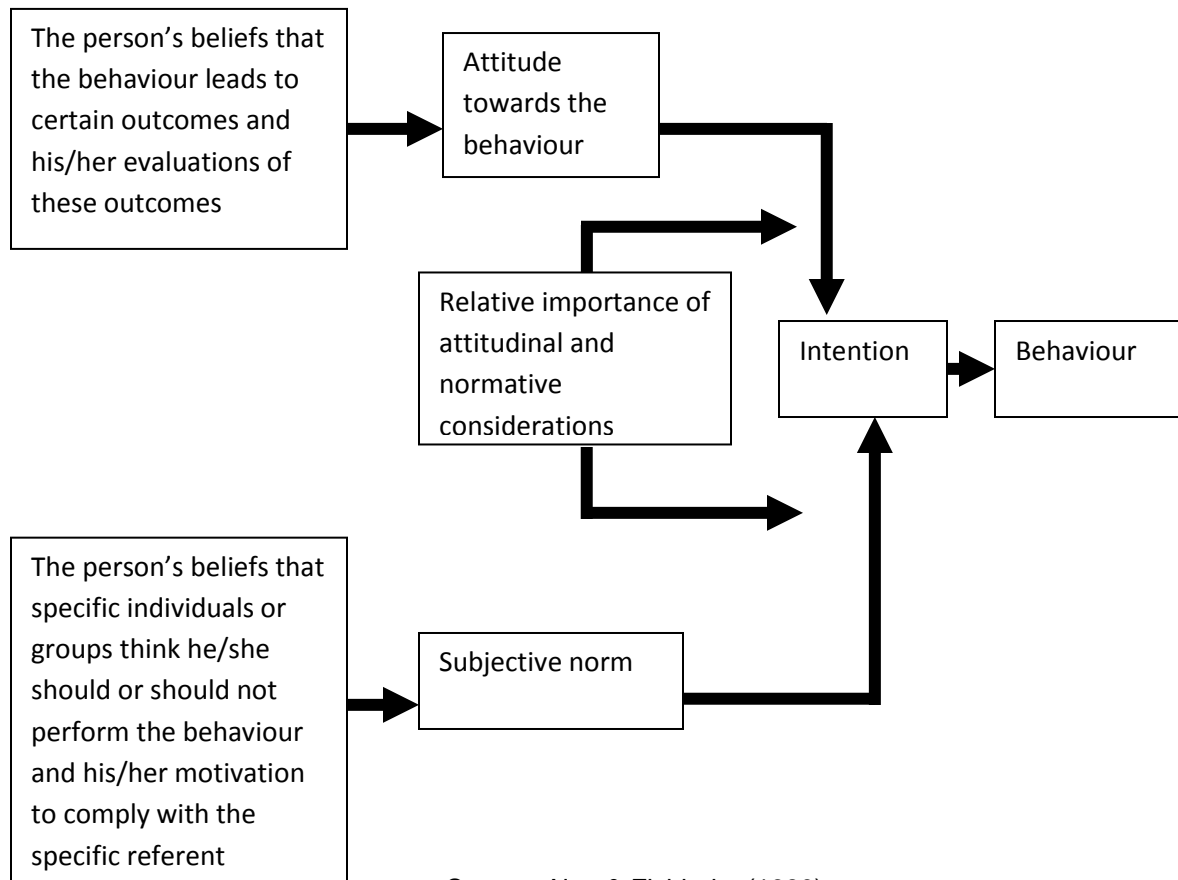 The person’s beliefs that
the behaviour leads to
certain outcomes and
his/her evaluations of
these outcomes
Attitude
towards the
behaviour
Relative importance of
attitudinal and
normative
considerations
Intention
Behaviour
The person’s beliefs that
specific individuals or
groups think he/she
should or should not
perform the behaviour
and his/her motivation
to comply with the
specific referent
Subjective norm